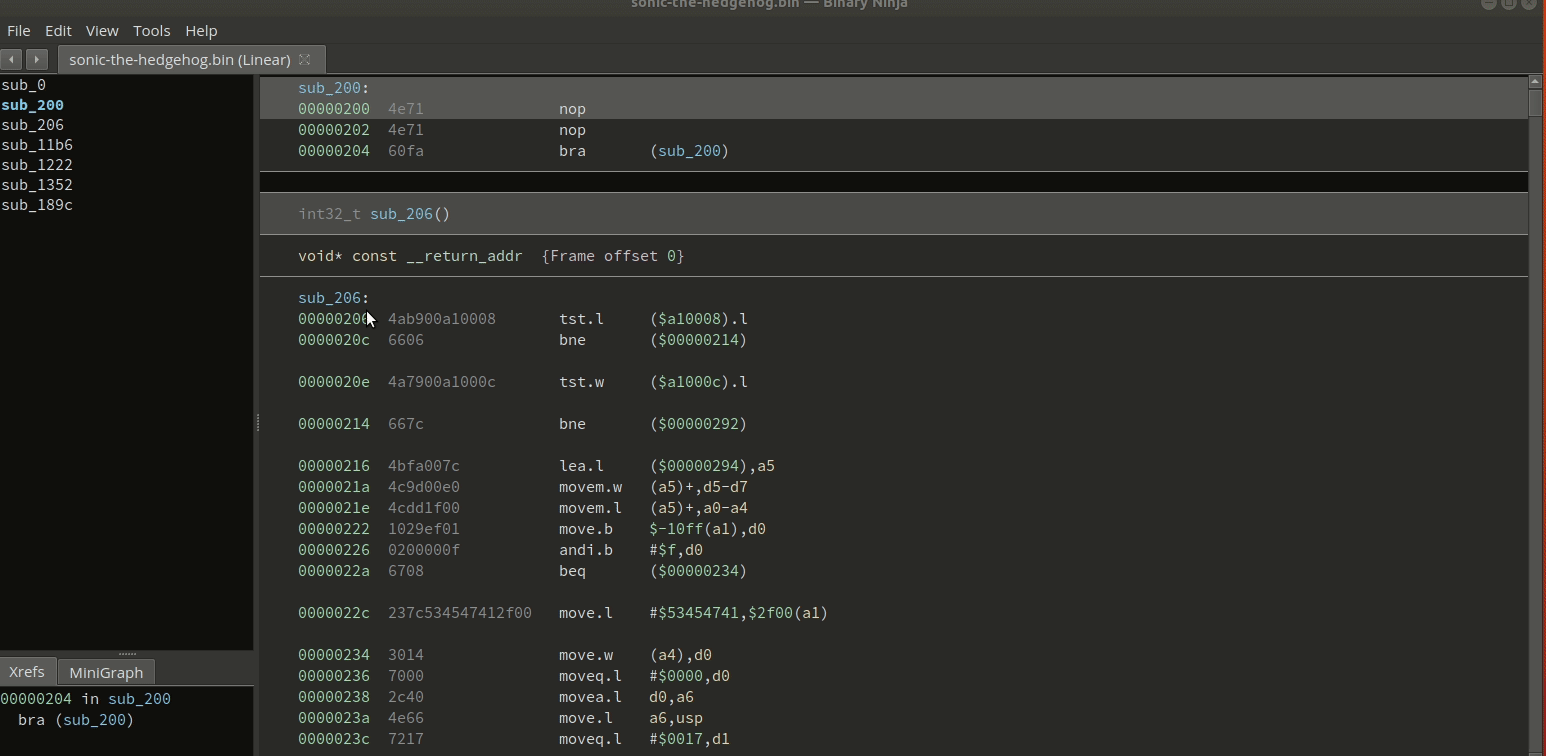 sonic-the-hedgehog.bin — Binary Ninja
File Edit View Tools Help
sonic-the-hedgehog.bin (Linear)
sub_0
sub_200
sub_206
sub_11b6
sub_1222
sub_1352
sub_189c
Xrefs MiniGraph
00000204 in sub_200
bra (sub_200)
sub_200:
00000200 4e71 nop
00000202 4e71 nop
00000204 60fa bra (sub_200)
int32_t sub_206()
void* const __return_addr {Frame offset 0}
sub_206:
00000206 4ab900a10008 tst.l ($a10008).l
0000020c 6606 bne ($00000214)
0000020e 4a7900a1000c tst.w ($a1000c).l
00000214 667c bne ($00000292)
00000216 4bfa007c lea.l ($00000294),a5
0000021a 4c9d00e0 movem.w (a5)+,d5-d7
0000021e 4cdd1f00 movem.l (a5)+,a0-a4
00000222 1029ef01 move.b $-10ff(a1),d0
00000226 0200000f andi.b #$f,d0
0000022a 6708 beq ($00000234)
0000022c 237c534547412f00 move.l #$53454741,$2f00(a1)
00000234 3014 move.w (a4),d0
00000236 7000 moveq.l #$0000,d0
00000238 2c40 movea.l d0,a6
0000023a 4e66 move.l a6,usp
0000023c 7217 moveq.l #$0017,d1